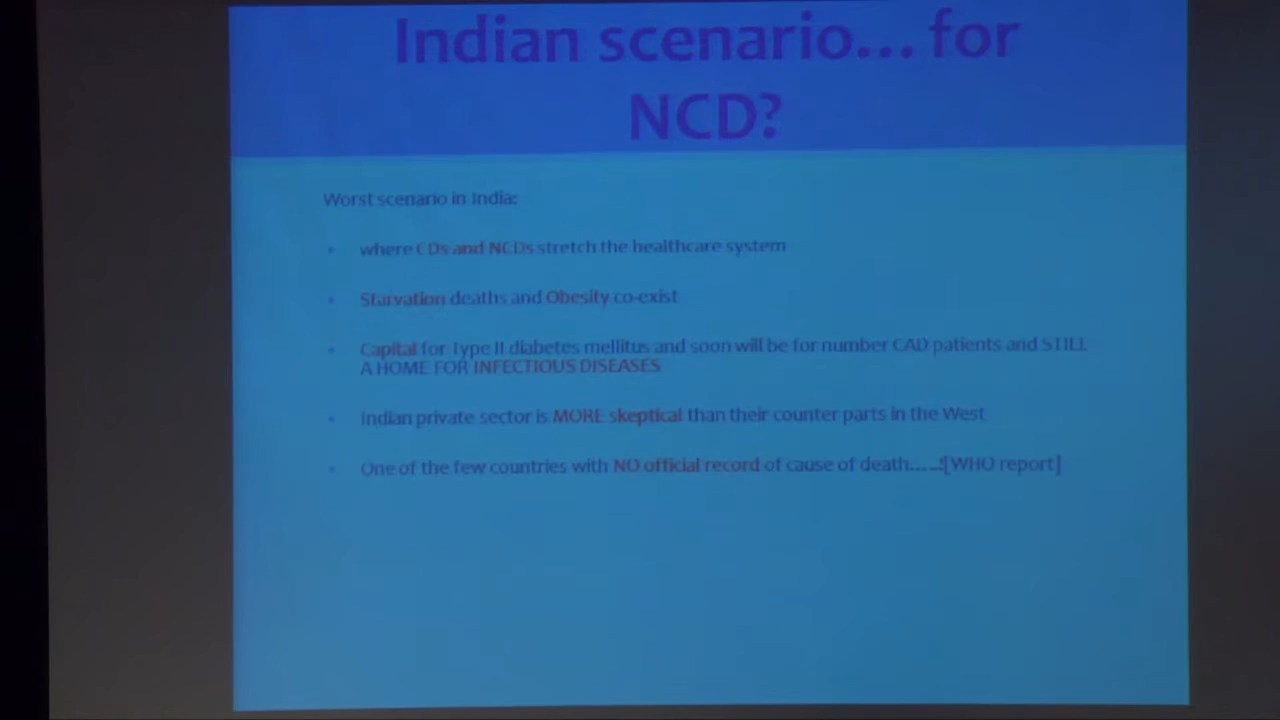 Indian scenario... for
NCD?
Worst scenario in India:
where CDs and NCDs stretch the healthcare system
Starvation deaths and Obesity co-exist
Capital for Type II diabetes mellitus and soon will be for number CAD patients and STILL
A HOME FOR INFECTIOUS DISEASES
Indian private sector is MORE skeptical than their counter parts in the West
One of the few countries with NO official record of cause of death.....![WHO report]